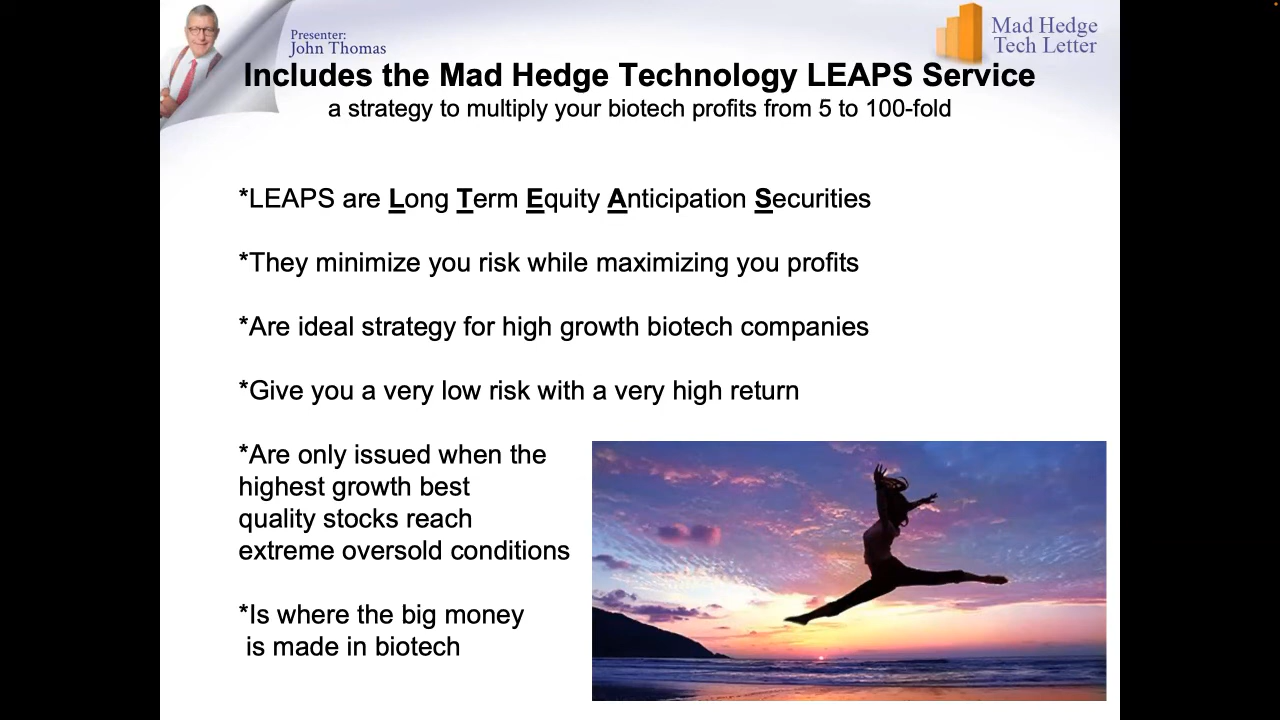 Presenter:
John Thomas
Mad Hedge
Tech Letter
Includes the Mad Hedge Technology LEAPS Service
a strategy to multiply your biotech profits from 5 to 100-fold
*LEAPS are Long Term Equity Anticipation Securities
*They minimize you risk while maximizing you profits
*Are ideal strategy for high growth biotech companies
*Give you a very low risk with a very high return
*Are only issued when the
highest growth best
quality stocks reach
extreme oversold conditions
*Is where the big money
is made in biotech